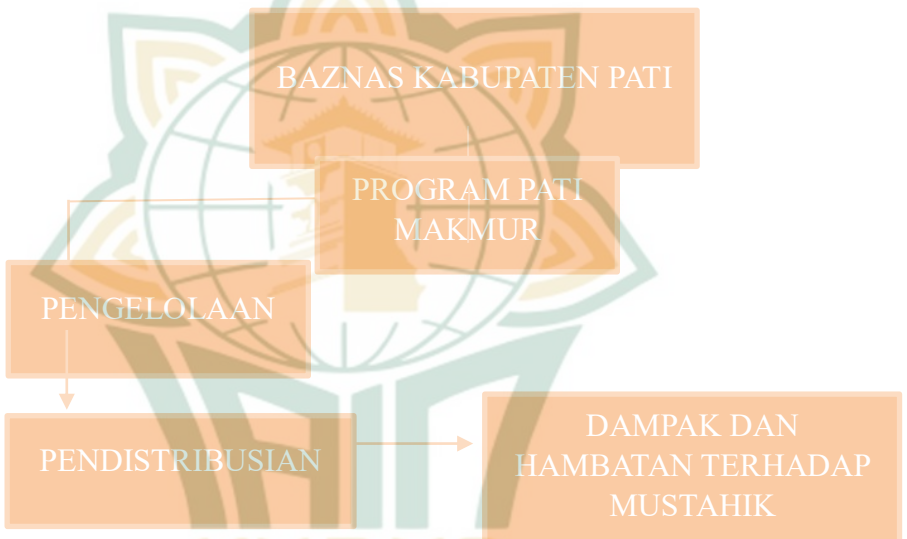 BAZNAS KABUPATEN PATI
PROGRAM PATI
MAKMUR
PENGELOLAAN
PENDISTRIBUSIAN
DAMPAK DAN
HAMBATAN TERHADAP
MUSTAHIK